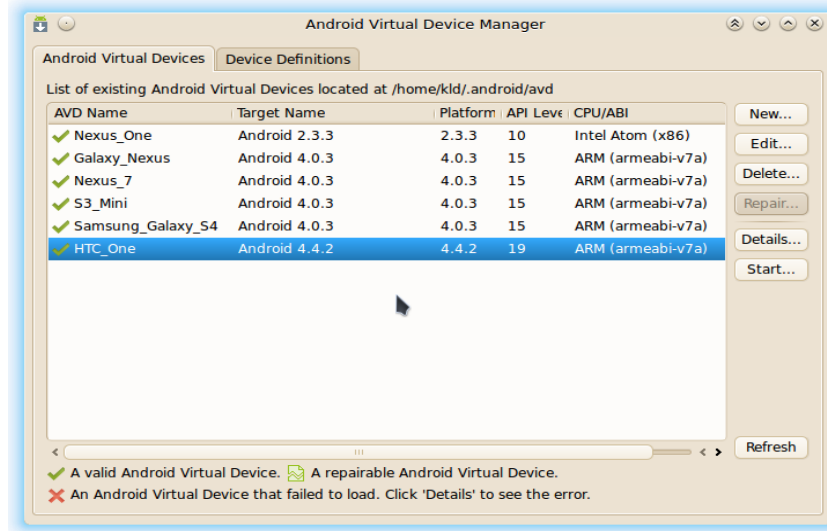 Android Virtual Device Manager
Android Virtual Devices Device Definitions
List of existing Android Virtual Devices located at /home/kld/.android/avd
AVD Name Target Name Platform API Leve CPU/ABI New...
Nexus_One Android 2.3.3 2.3.3 10 Intel Atom (x86)
Edit...
Galaxy_Nexus Android 4.0.3 4.0.3 15 ARM (armeabi-v7a)
Nexus_7 Android 4.0.3 4.0.3 15 ARM (armeabi-v7a) Delete...
S3_Mini Android 4.0.3 4.0.3 15 ARM (armeabi-v7a) Repair...
Samsung_Galaxy_S4 Android 4.0.3 4.0.3 15 ARM (armeabi-v7a)
Details...
HTC_One Android 4.4.2 4.4.2 19 ARM (armeabi-v7a)
Start...
Refresh
A valid Android Virtual Device. A repairable Android Virtual Device.
An Android Virtual Device that failed to load. Click 'Details' to see the error.